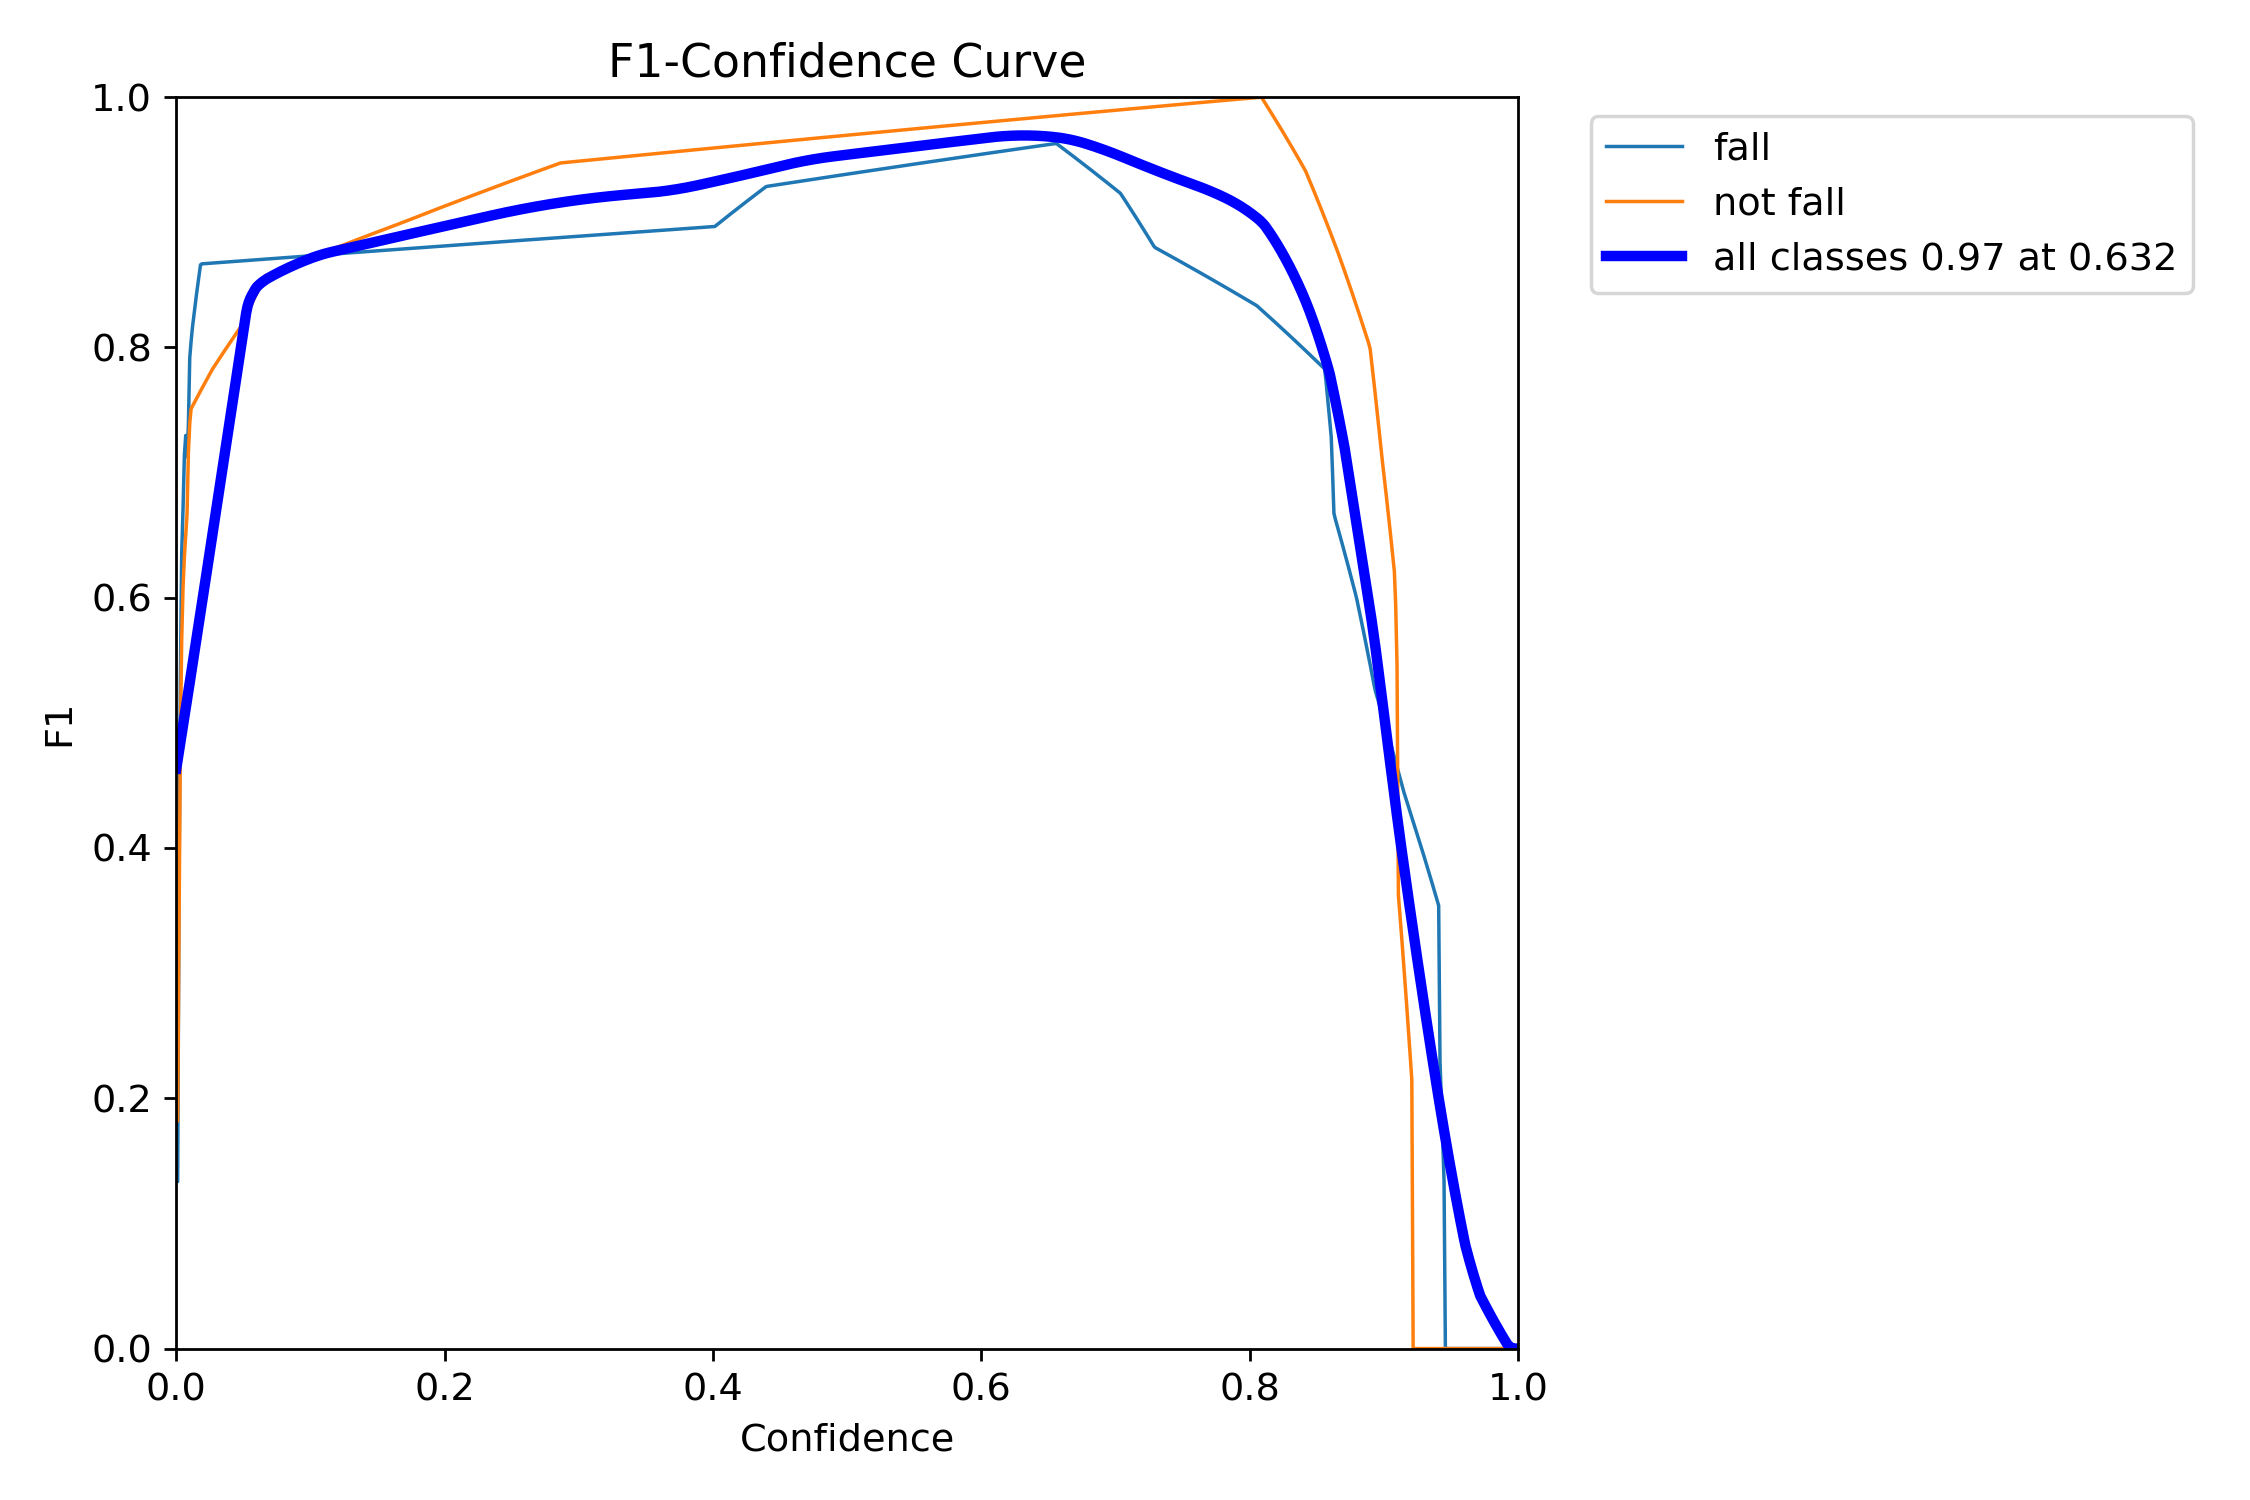 F1-Confidence Curve
1.0
0.8
0.6
0.4
0.2
0.0
F1
0.0 0.2 0.4 0.6 0.8 1.0
Confidence
fall
not fall
all classes 0.97 at 0.632